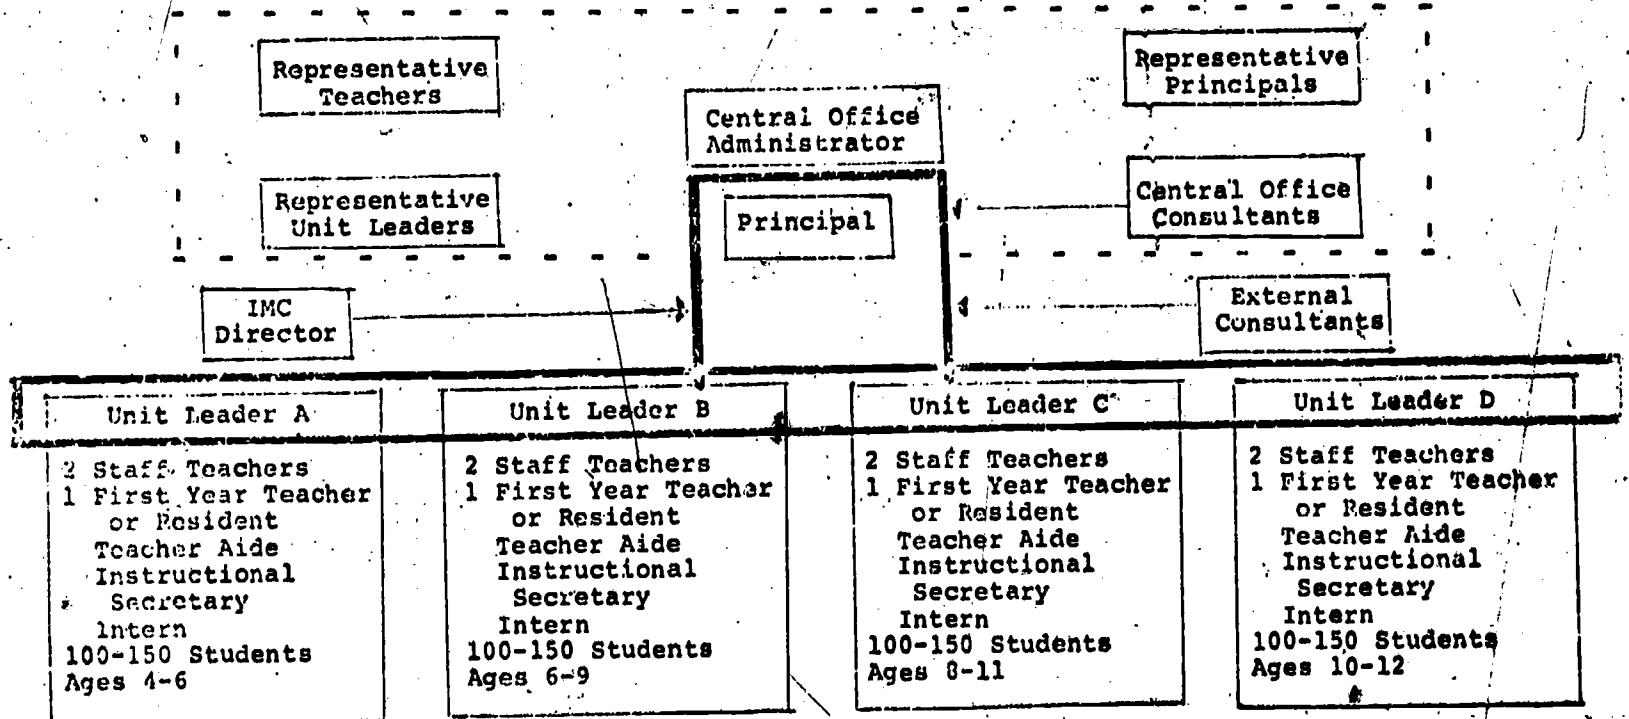 Representative
Teachers
Representative
Principals
Central Office
Administrator
Representative
Unit Leaders
Principal
Central Office
Consultants
IMC
Director
External
Consultants
Unit Leader A
2 Staff Teachers
1 First Year Teacher
or Resident
Teacher Aide
Instructional
Secretary
Intern
100-150 Students
Ages 4-6
Unit Leader B
2 Staff Teachers
1 First Year Teacher
or Resident
Teacher Aide
Instructional
Secretary
Intern
100-150 Students
Ages 6-9
Unit Leader C
2 Staff Teachers
1 First Year Teacher
or Resident
Teacher Aide
Instructional
Secretary
Intern
100-150 Students
Ages 8-11
Unit Leader D
2 Staff Teachers
1 First Year Teacher
or Resident
Teacher Aide
Instructional
Secretary
Intern
100-150 Students
Ages 10-12